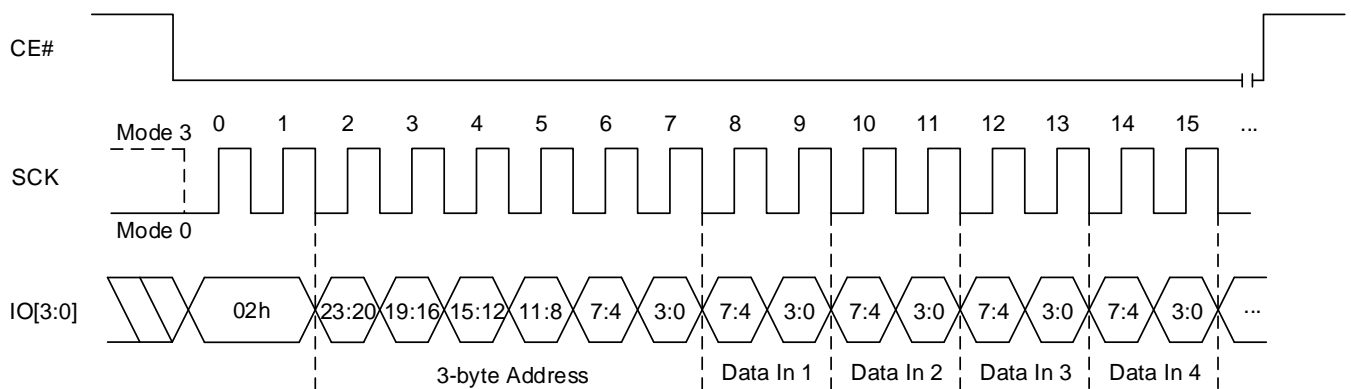 CE#
Mode 3 0 1 2 3 4 5 6 7 8 9 10 11 12 13 14 15 ...
SCK
Mode 0
IO[3:0] 02h 23:20 19:16 15:12 11:8 7:4 3:0 7:4 3:0 7:4 3:0 7:4 3:0 7:4 3:0 ...
3-byte Address Data In 1 Data In 2 Data In 3 Data In 4